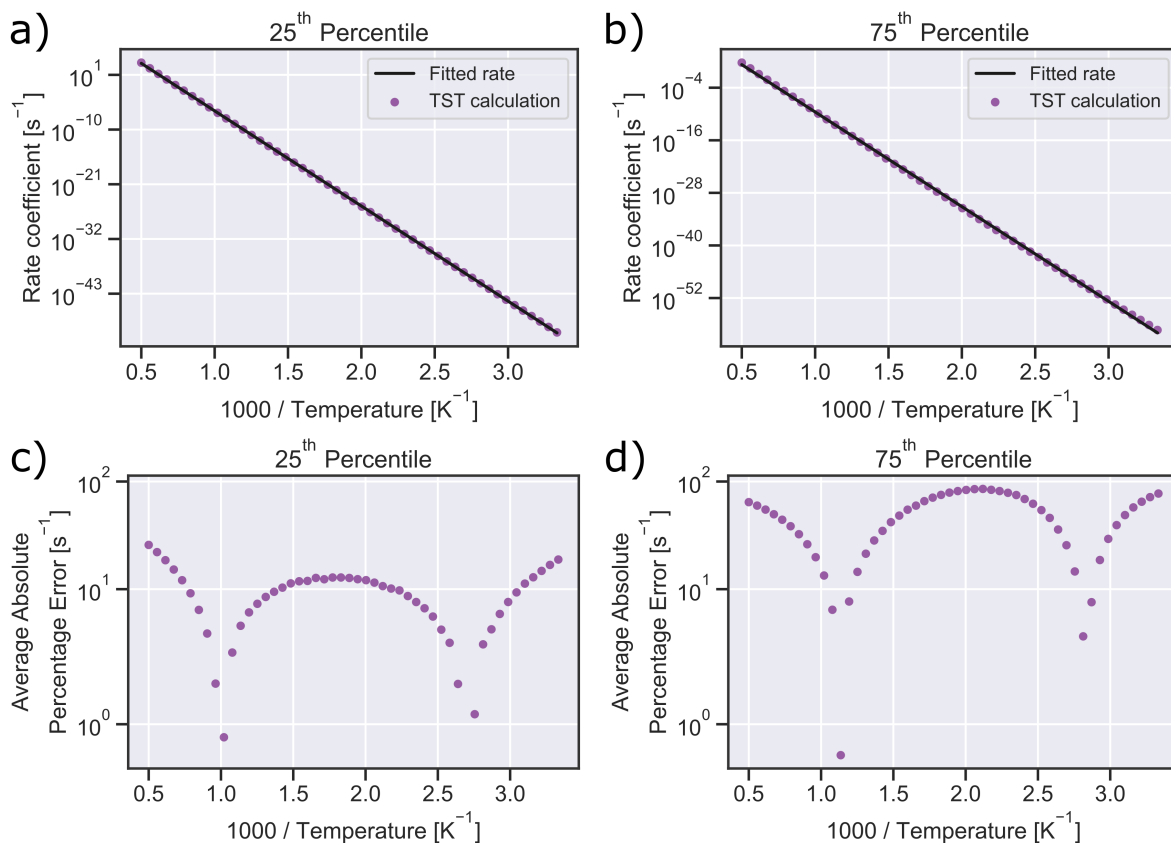 a)
25th Percentile
Rate coefficient [s−1]
10^1
10^−10
10^−21
10^−32
10^−43
Fitted rate
TST calculation
0.5 1.0 1.5 2.0 2.5 3.0
1000 / Temperature [K−1]
b)
75th Percentile
Rate coefficient [s−1]
10^−4
10^−16
10^−28
10^−40
10^−52
Fitted rate
TST calculation
0.5 1.0 1.5 2.0 2.5 3.0
1000 / Temperature [K−1]
c)
25th Percentile
Average Absolute
Percentage Error [s−1]
10^2
10^1
10^0
0.5 1.0 1.5 2.0 2.5 3.0
1000 / Temperature [K−1]
d)
75th Percentile
Average Absolute
Percentage Error [s−1]
10^2
10^1
10^0
0.5 1.0 1.5 2.0 2.5 3.0
1000 / Temperature [K−1]